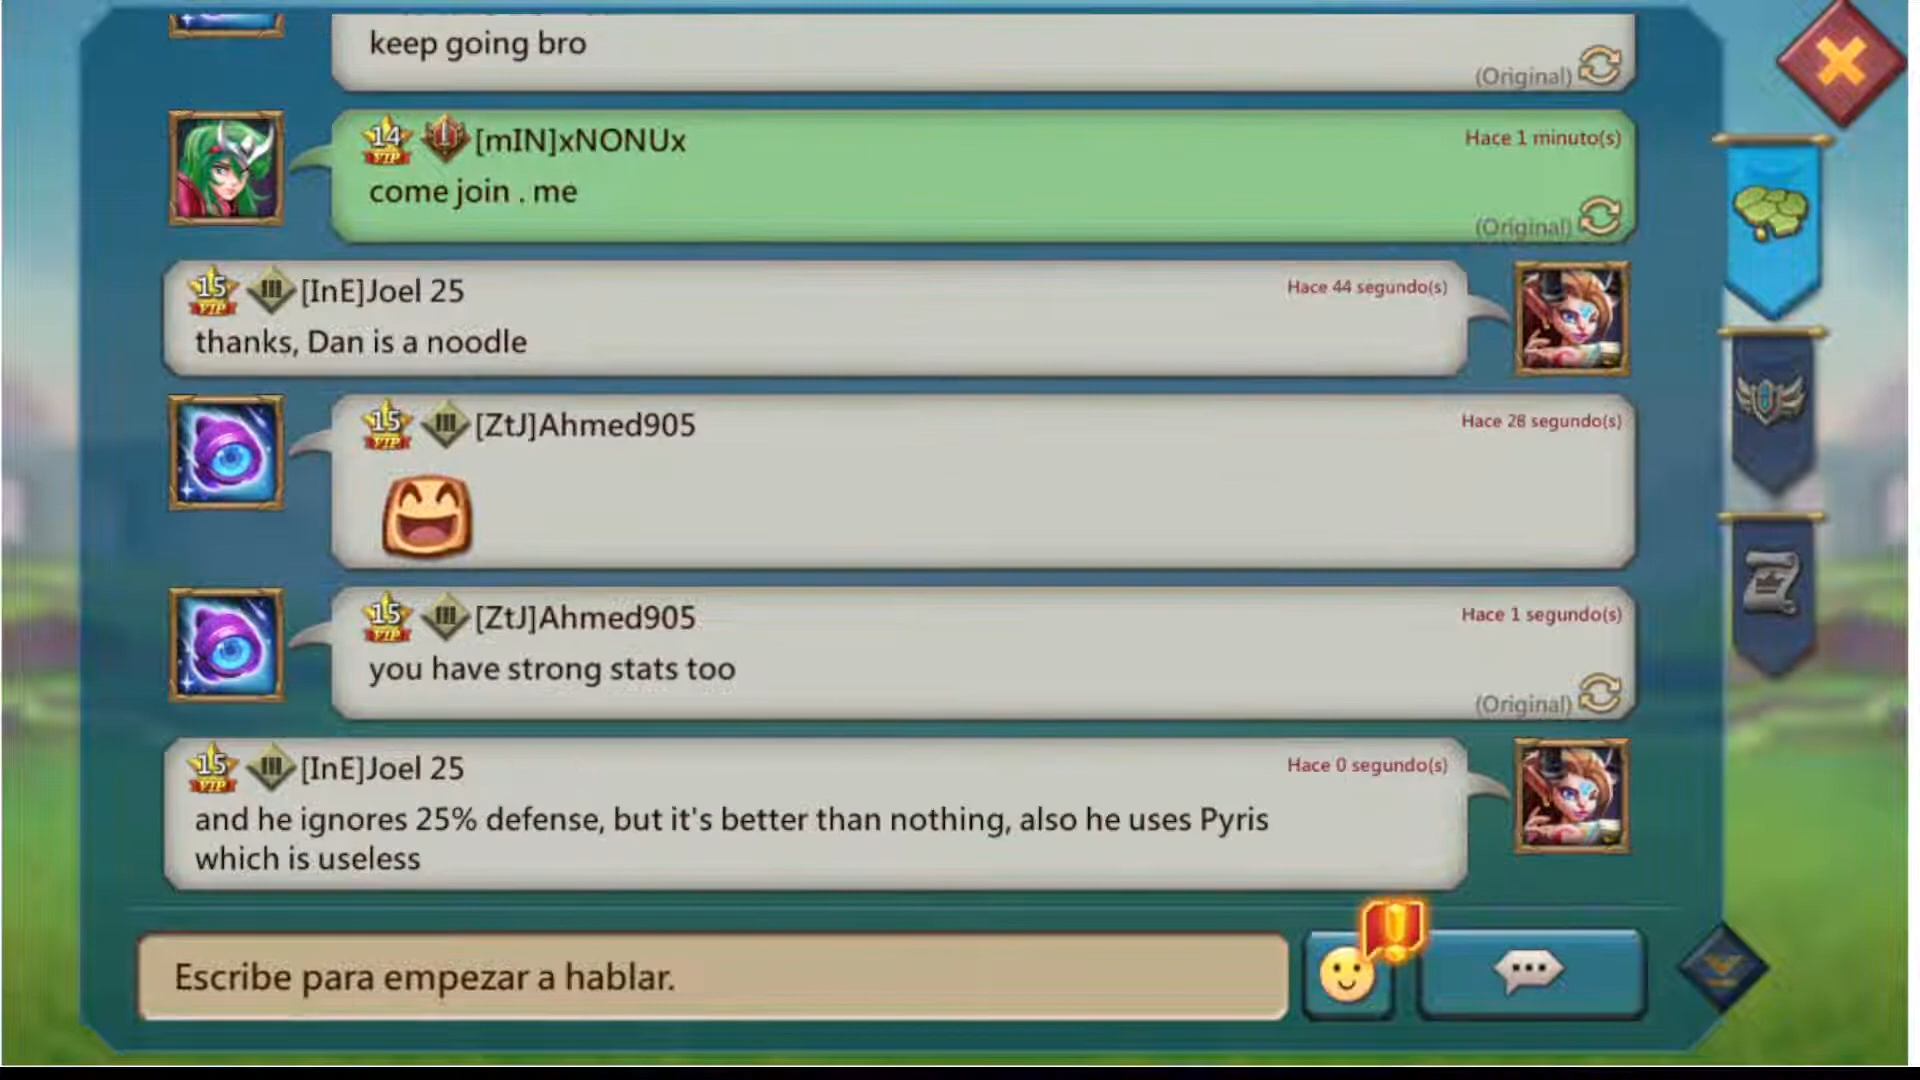 keep going bro
(Original)
14 VIP [mIN]xNONUx Hace 1 minuto(s)
come join . me
(Original)
15 VIP III [InE]Joel 25 Hace 44 segundo(s)
thanks, Dan is a noodle
15 VIP III [ZtJ]Ahmed905 Hace 28 segundo(s)
15 VIP III [ZtJ]Ahmed905 Hace 1 segundo(s)
you have strong stats too
(Original)
15 VIP III [InE]Joel 25 Hace 0 segundo(s)
and he ignores 25% defense, but it's better than nothing, also he uses Pyris
which is useless
Escribe para empezar a hablar.